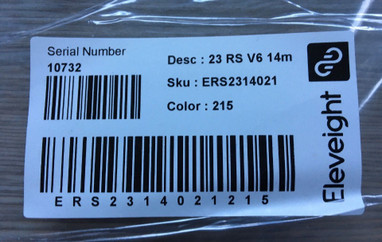 Serial Number
10732
Desc : 23 RS V6 14m
Sku : ERS2314021
Color : 215
Eleveight
ERS2314021215